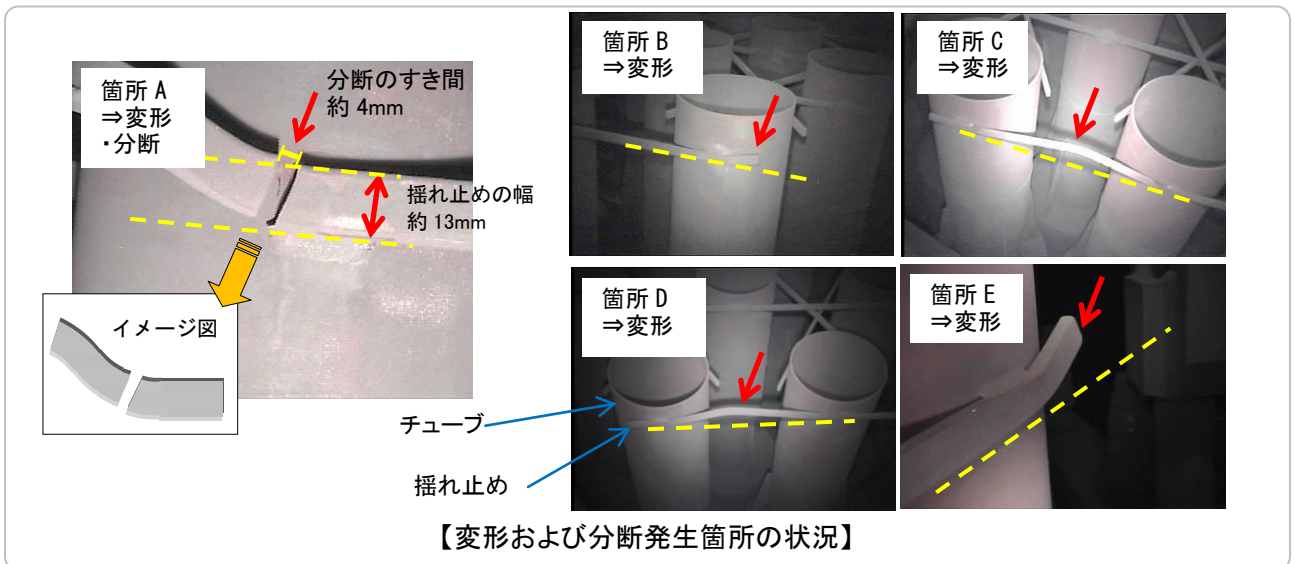 箇所 A
⇒変形
・分断
分断のすき間
約 4mm
揺れ止めの幅
約 13mm
イメージ図
箇所 B
⇒変形
箇所 C
⇒変形
箇所 D
⇒変形
箇所 E
⇒変形
チューブ
揺れ止め
【変形および分断発生箇所の状況】